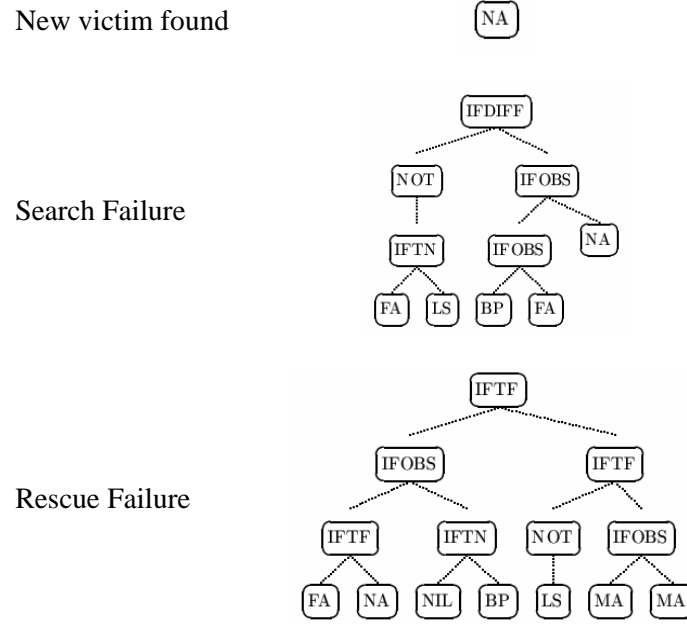 New victim found
NA
IFDIFF
NOT IFOBS
Search Failure
IFTN IFOBS NA
FA LS BP FA
IFTF
IFOBS IFTF
Rescue Failure
IFTF IFTN NOT IFOBS
FA NA NIL BP LS MA MA